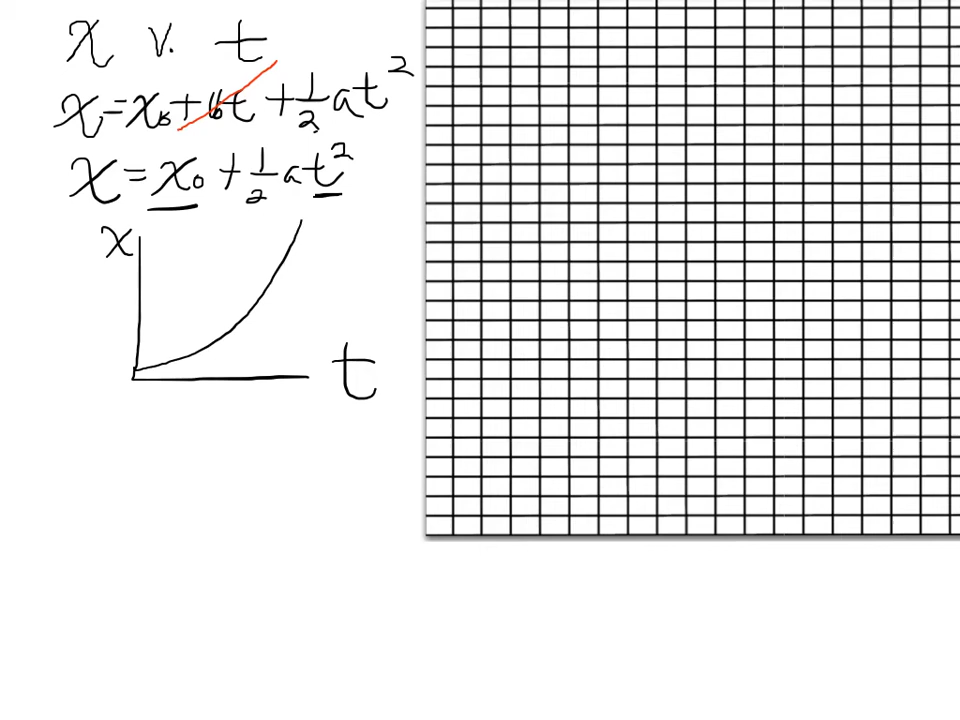 x v. t
x = x₀ + v₀t + ½at²
x = x₀ + ½at²
x
t